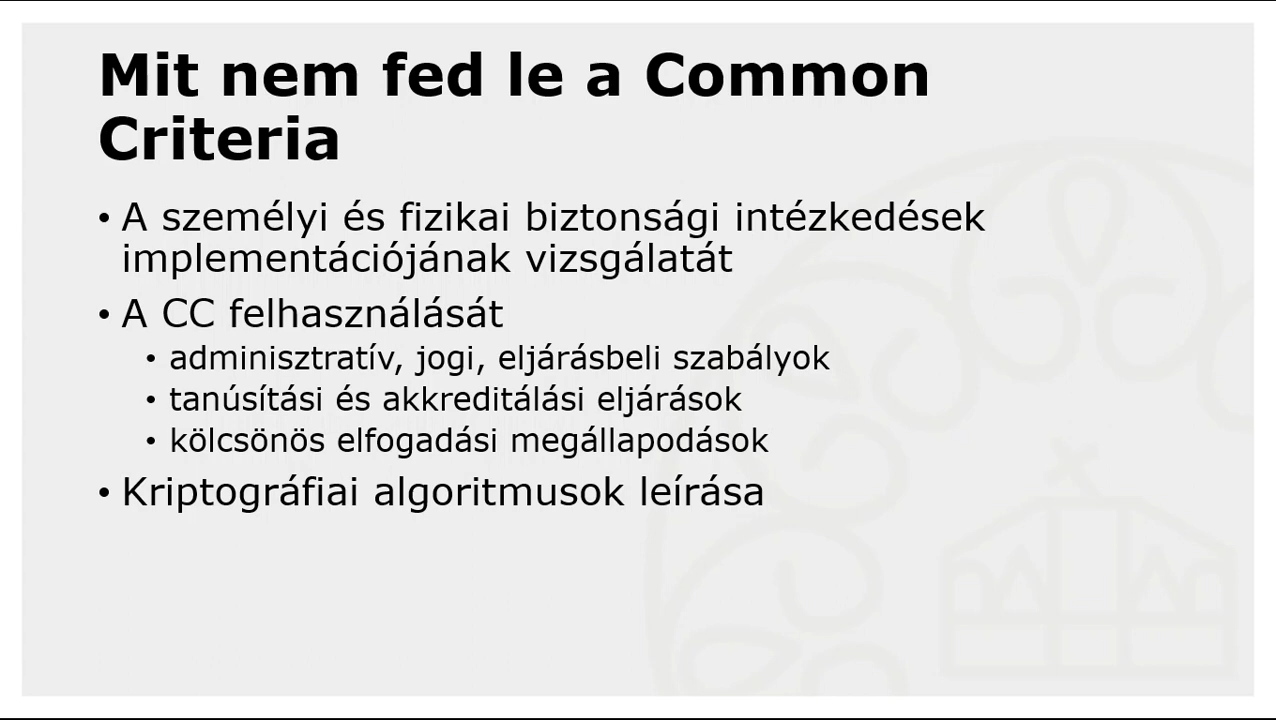 Mit nem fed le a Common
Criteria
• A személyi és fizikai biztonsági intézkedések
implementációjának vizsgálatát
• A CC felhasználását
• adminisztratív, jogi, eljárásbeli szabályok
• tanúsítási és akkreditálási eljárások
• kölcsönös elfogadási megállapodások
• Kriptográfiai algoritmusok leírása